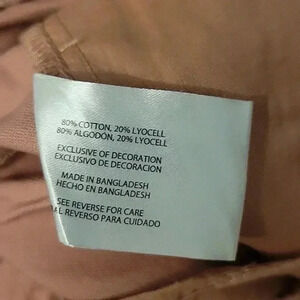 80% COTTON, 20% LYOCELL
80% ALGODÓN, 20% LYOCELL
EXCLUSIVE OF DECORATION
EXCLUSIVO DE DECORACION
MADE IN BANGLADESH
HECHO EN BANGLADESH
SEE REVERSE FOR CARE
AL REVERSO PARA CUIDADO